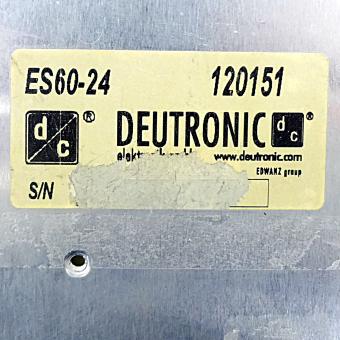 ES60-24 120151
d c ® DEUTRONIC d c ®
www.deutronic.com
EDWANZ group
S/N